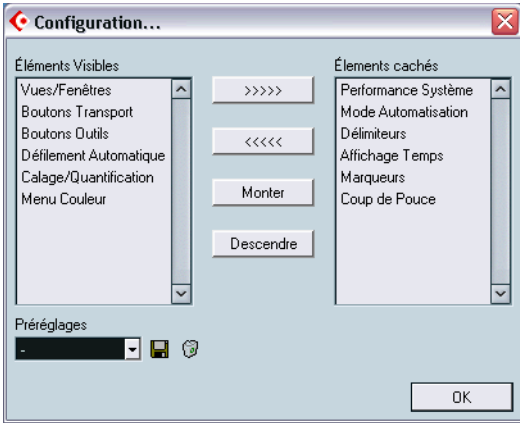 Configuration...
Éléments Visibles
Vues/Fenêtres
Boutons Transport
Boutons Outils
Défilement Automatique
Calage/Quantification
Menu Couleur
>>>>>
<<<<<
Monter
Descendre
Élements cachés
Performance Système
Mode Automatisation
Délimiteurs
Affichage Temps
Marqueurs
Coup de Pouce
Préréglages
-
OK